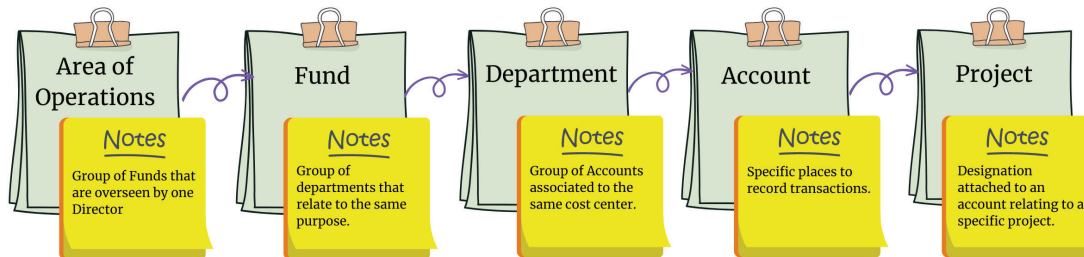 Area of
Operations
Notes
Group of Funds that
are overseen by one
Director
Fund
Notes
Group of
departments that
relate to the same
purpose.
Department
Notes
Group of Accounts
associated to the
same cost center.
Account
Notes
Specific places to
record transactions.
Project
Notes
Designation
attached to an
account relating to a
specific project.